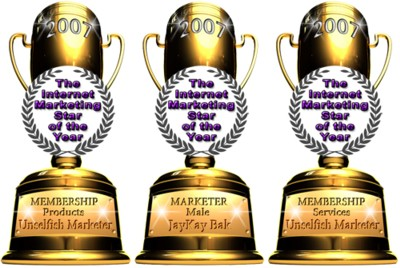 2007
The
Internet
Marketing
Star
of the
Year
MEMBERSHIP
Products
Unselfish Marketer
2007
The
Internet
Marketing
Star
of the
Year
MARKETER
Male
JayKay Bak
2007
The
Internet
Marketing
Star
of the
Year
MEMBERSHIP
Services
Unselfish Marketer